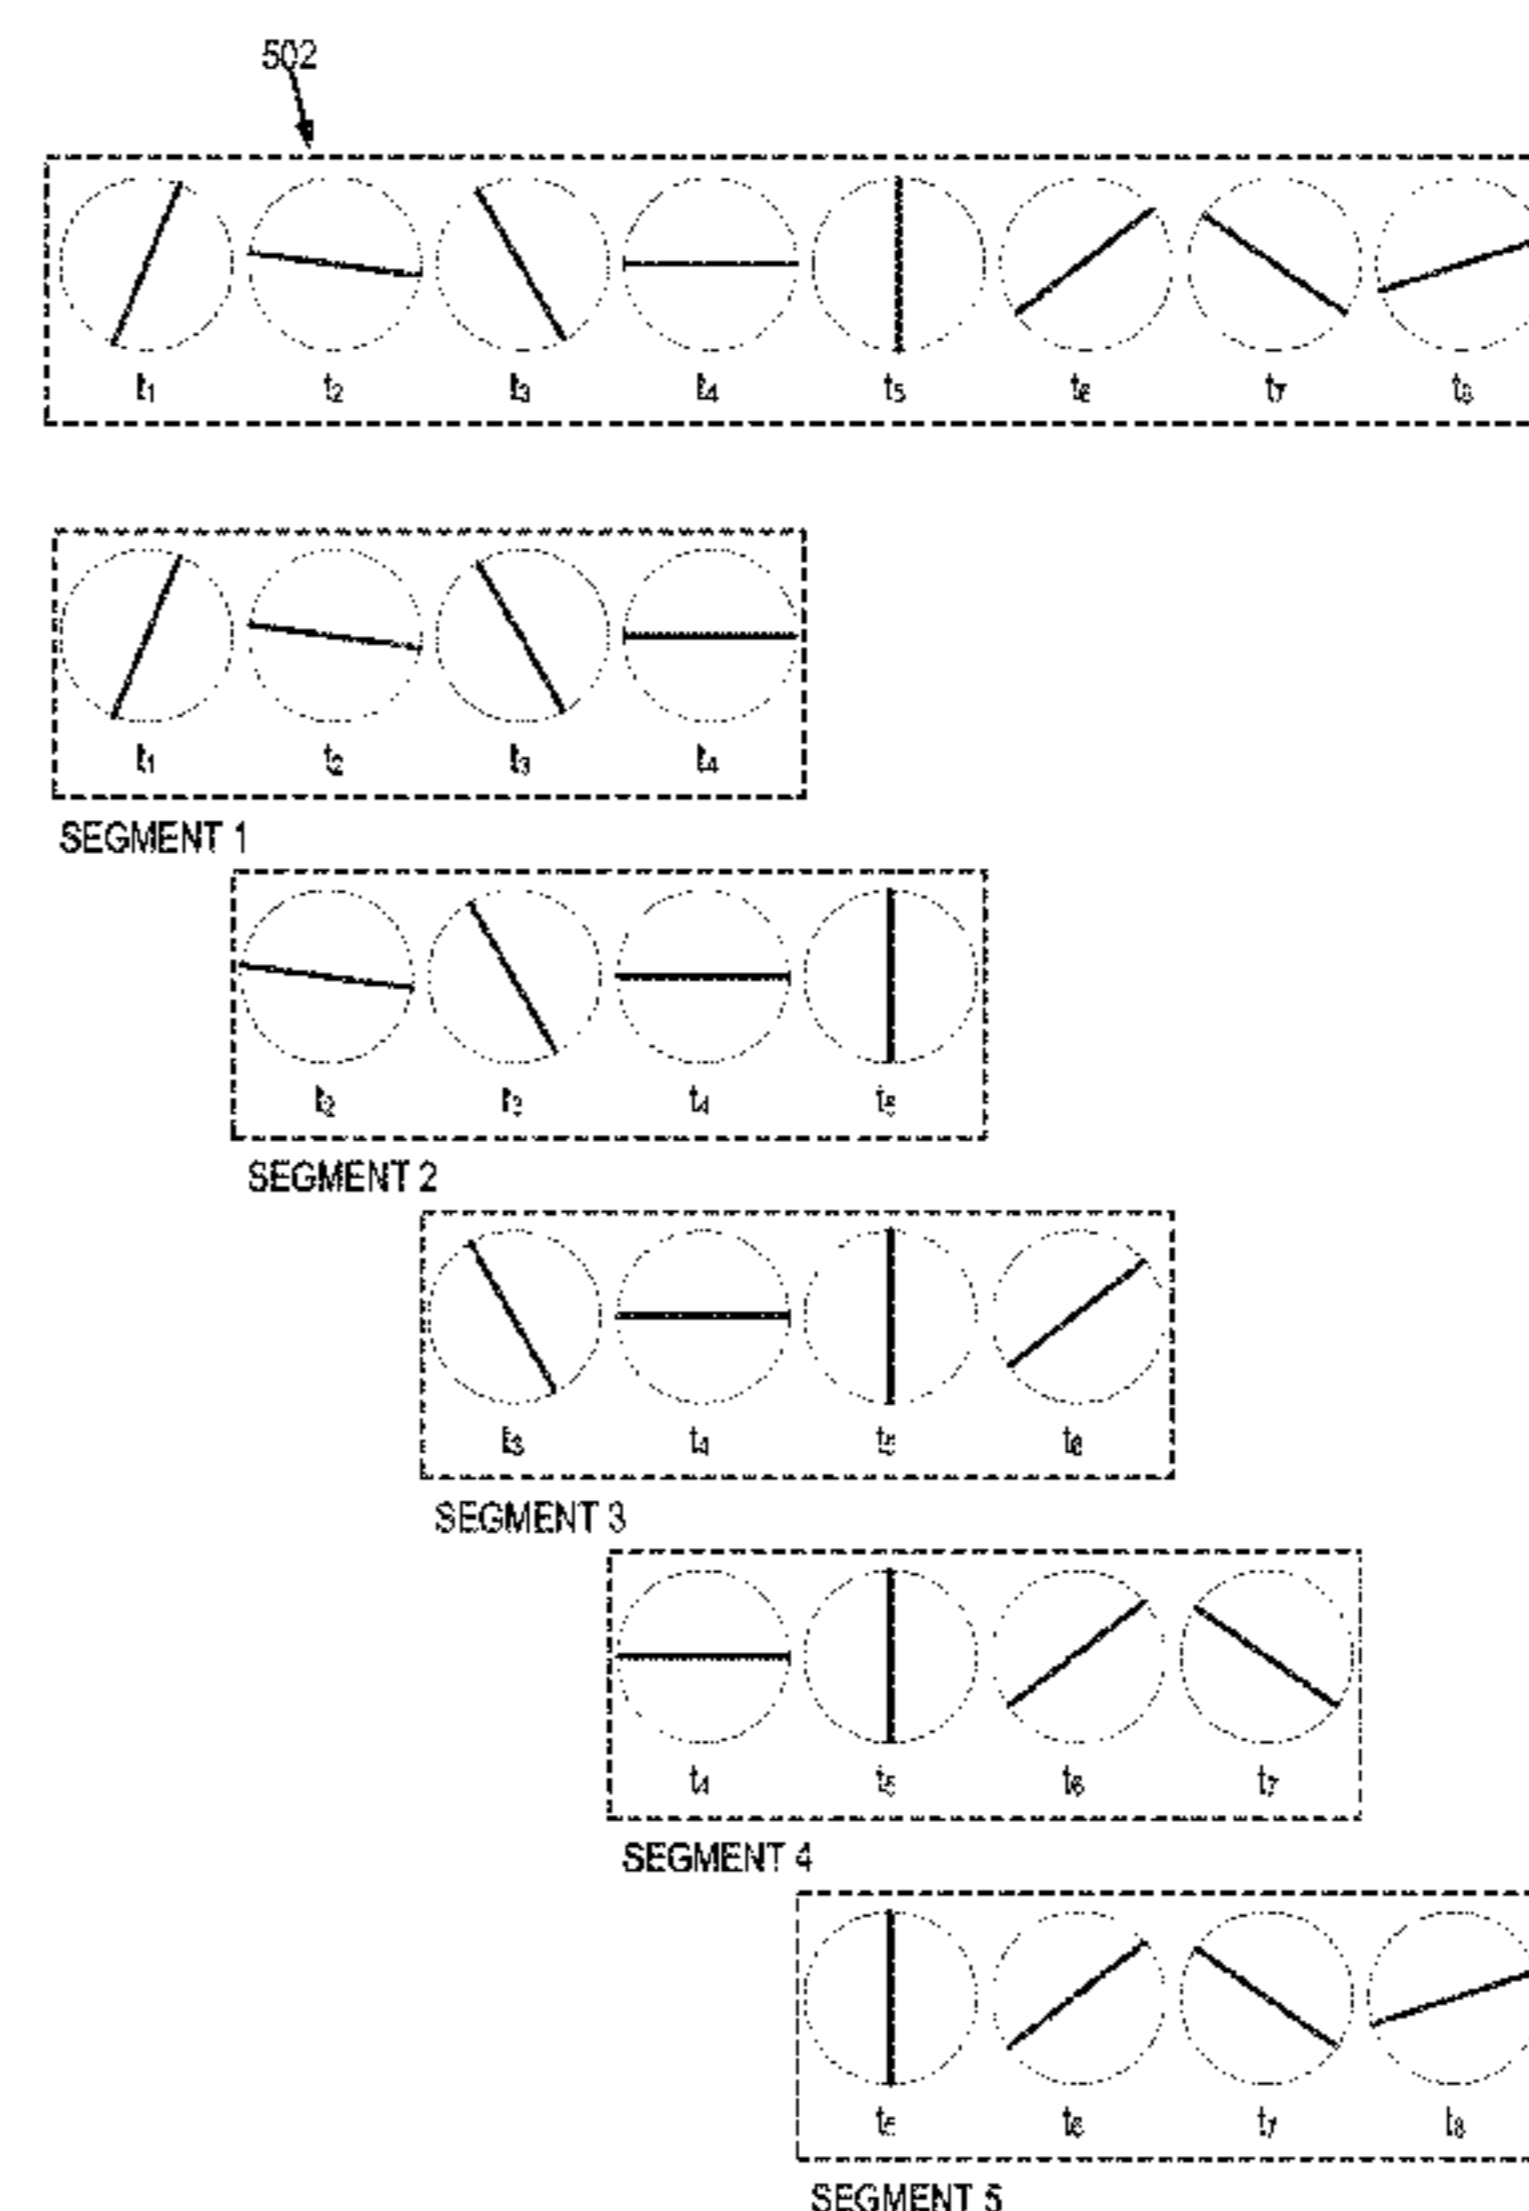 502
t1 t2 t3 t4 t5 t6 t7 t8
t1 t2 t3 t4
SEGMENT 1
t2 t3 t4 t5
SEGMENT 2
t3 t4 t5 t6
SEGMENT 3
t4 t5 t6 t7
SEGMENT 4
t5 t6 t7 t8
SEGMENT 5